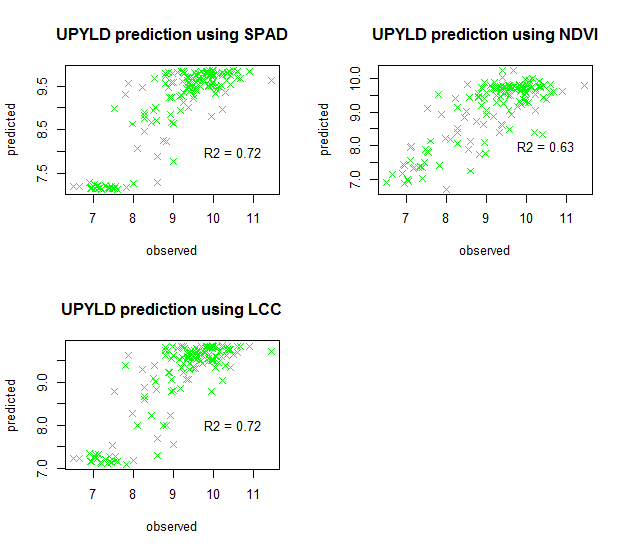 UPYLD prediction using SPAD
predicted
9.5
8.5
7.5
R2 = 0.72
7 8 9 10 11
observed
UPYLD prediction using NDVI
predicted
10.0
9.0
8.0
7.0
R2 = 0.63
7 8 9 10 11
observed
UPYLD prediction using LCC
predicted
9.0
8.0
7.0
R2 = 0.72
7 8 9 10 11
observed